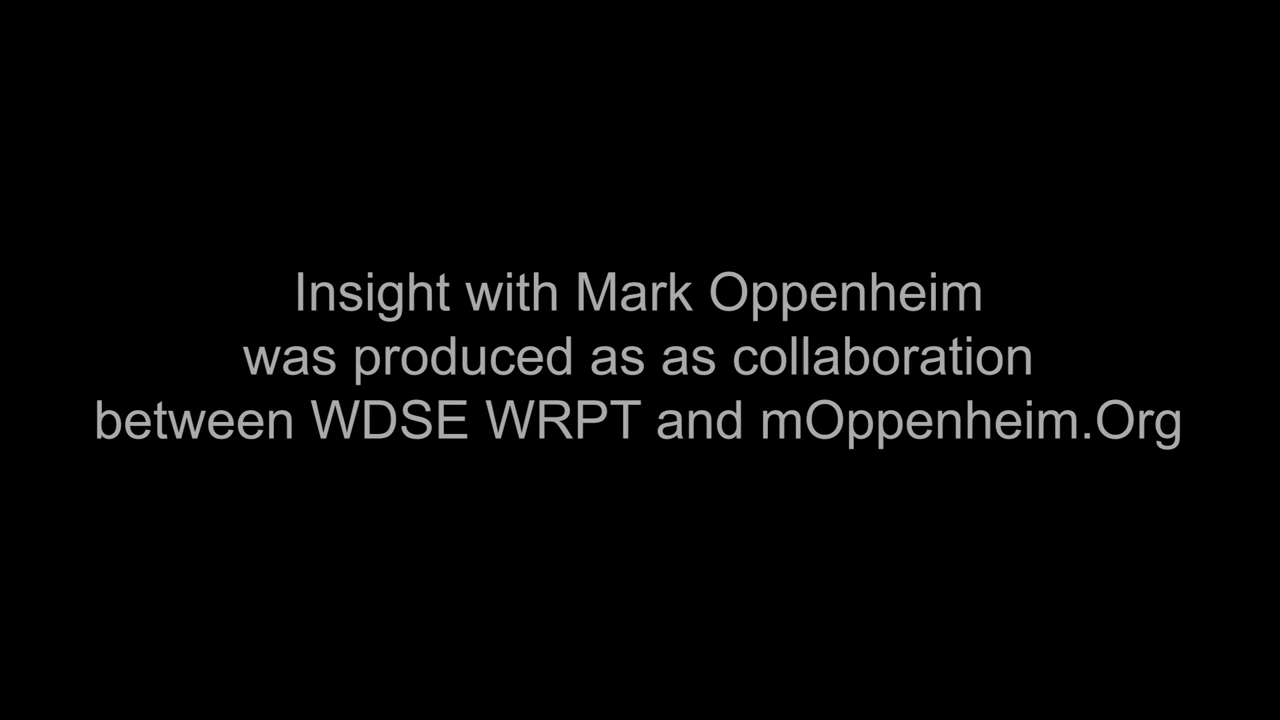 Insight with Mark Oppenheim
was produced as as collaboration
between WDSE WRPT and mOppenheim.Org